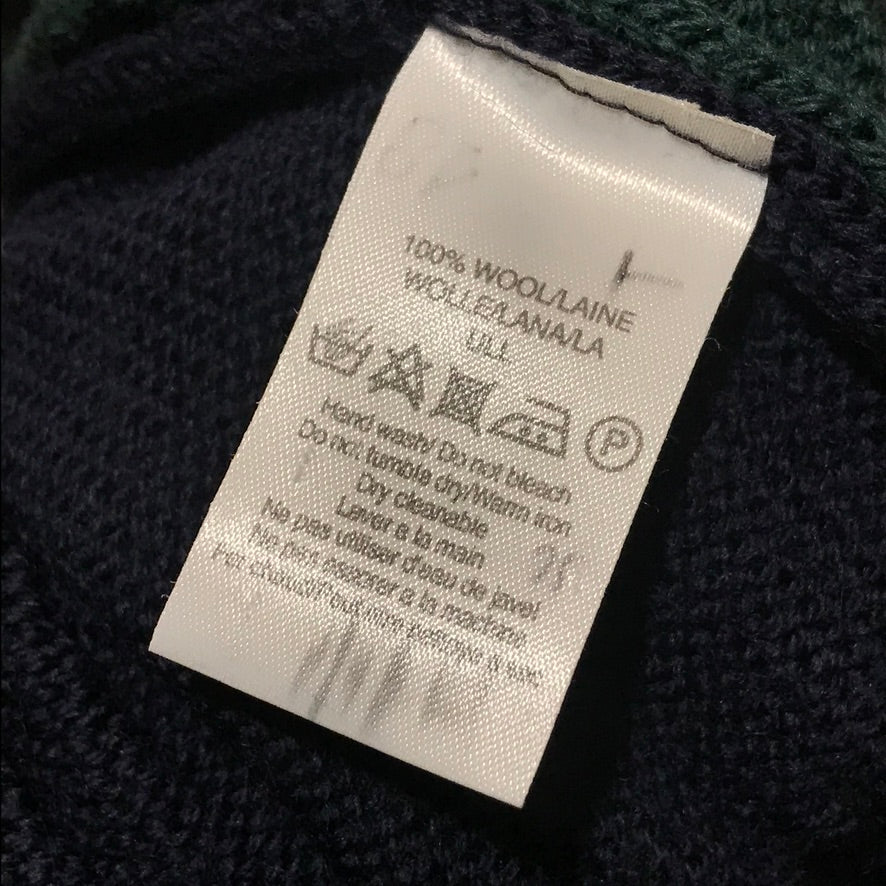 100% WOOL/LAINE
WOLLE/LANA/LA
ULL
P
Hand wash/ Do not bleach
Do not tumble dry/Warm iron
Dry cleanable
Laver a la main
Ne pas utiliser d'eau de javel
Ne pas essorer a la machine